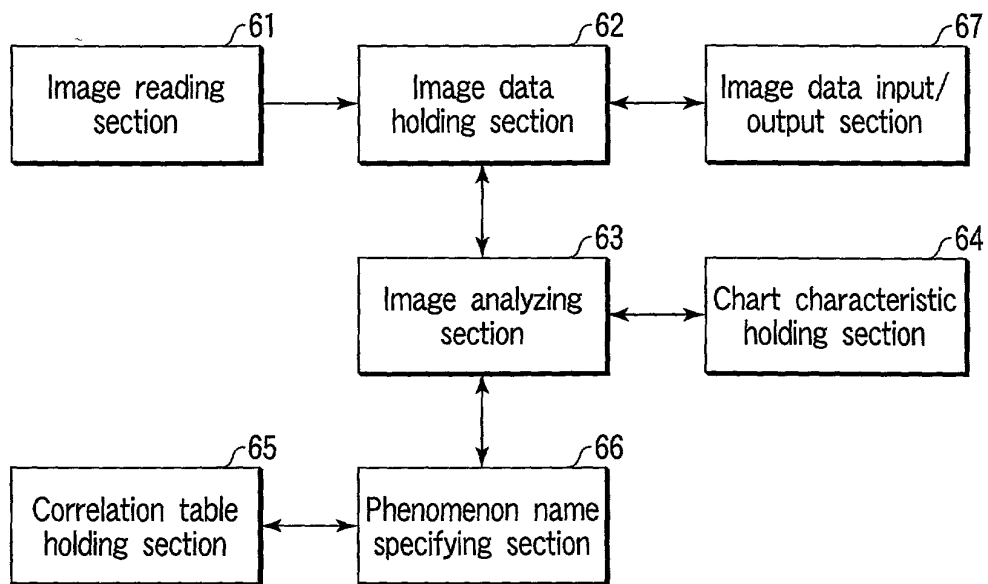 61
Image reading
section
62
Image data
holding section
67
Image data input/
output section
63
Image analyzing
section
64
Chart characteristic
holding section
65
Correlation table
holding section
66
Phenomenon name
specifying section